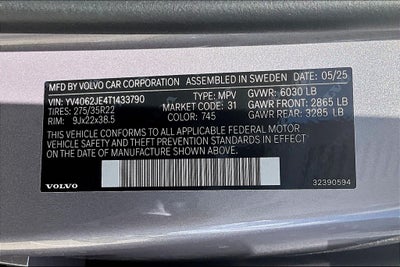 MFD. BY VOLVO CAR CORPORATION ASSEMBLED IN SWEDEN 05/25
VIN: YV4062JE4T1433790 TYPE: MPV GVWR: 6030 LB
TIRES: 275/35R22 MARKET CODE: 31 GAWR FRONT: 2865 LB
RIM: 9Jx22x38.5 COLOR: 745 GAWR REAR: 3285 LB
THIS VEHICLE CONFORMS TO ALL APPLICABLE FEDERAL MOTOR
VEHICLE SAFETY AND THEFT PREVENTION STANDARDS IN EFFECT
ON THE DATE OF MANUFACTURE SHOWN ABOVE.
VOLVO 32390594